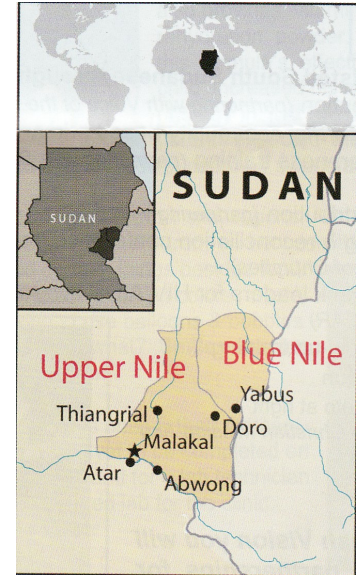 SUDAN
SUDAN
Upper Nile
Blue Nile
Yabus
Thiangrial
Doro
Malakal
Atar
Abwong